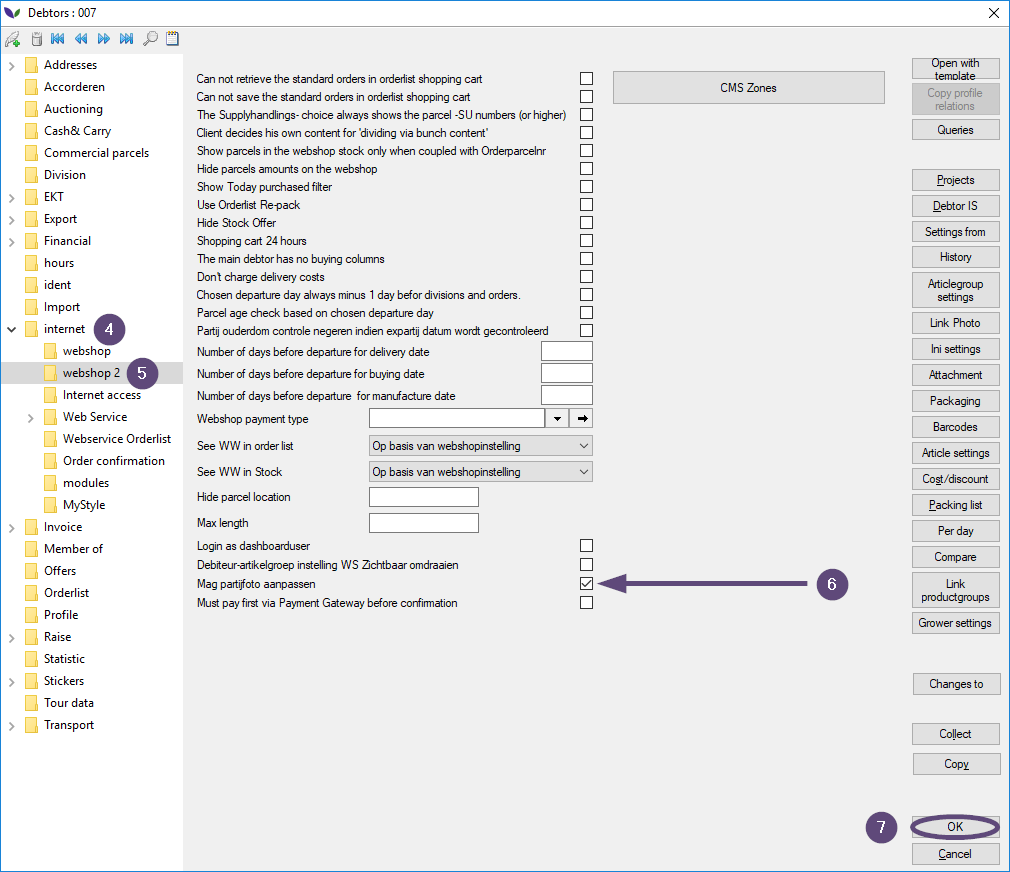 Debtors : 007
Addresses
Accorderen
Auctioning
Cash& Carry
Commercial parcels
Division
EKT
Export
Financial
hours
ident
Import
internet
4
webshop
webshop 2
5
Internet access
Web Service
Webservice Orderlist
Order confirmation
modules
MyStyle
Invoice
Member of
Offers
Orderlist
Profile
Raise
Statistic
Stickers
Tour data
Transport
Can not retrieve the standard orders in orderlist shopping cart
Can not save the standard orders in orderlist shopping cart
The Supplyhandlings- choice always shows the parcel -SU numbers (or higher)
Client decides his own content for 'dividing via bunch content'
Show parcels in the webshop stock only when coupled with Orderparcelnr
Hide parcels amounts on the webshop
Show Today purchased filter
Use Orderlist Re-pack
Hide Stock Offer
Shopping cart 24 hours
The main debtor has no buying columns
Don't charge delivery costs
Chosen departure day always minus 1 day befor divisions and orders.
Parcel age check based on chosen departure day
Partij ouderdom controle negeren indien expartij datum wordt gecontroleerd
Number of days before departure for delivery date
Number of days before departure for buying date
Number of days before departure for manufacture date
Webshop payment type
See WW in order list Op basis van webshopinstelling
See WW in Stock Op basis van webshopinstelling
Hide parcel location
Max length
Login as dashboarduser
Debiteur-artikelgroep instelling WS Zichtbaar omdraaien
Mag partijfoto aanpassen
6
Must pay first via Payment Gateway before confirmation
CMS Zones
Open with
template
Copy profile
relations
Queries
Projects
Debtor IS
Settings from
History
Articlegroup
settings
Link Photo
Ini settings
Attachment
Packaging
Barcodes
Article settings
Cost/discount
Packing list
Per day
Compare
Link
productgroups
Grower settings
Changes to
Collect
Copy
7
OK
Cancel